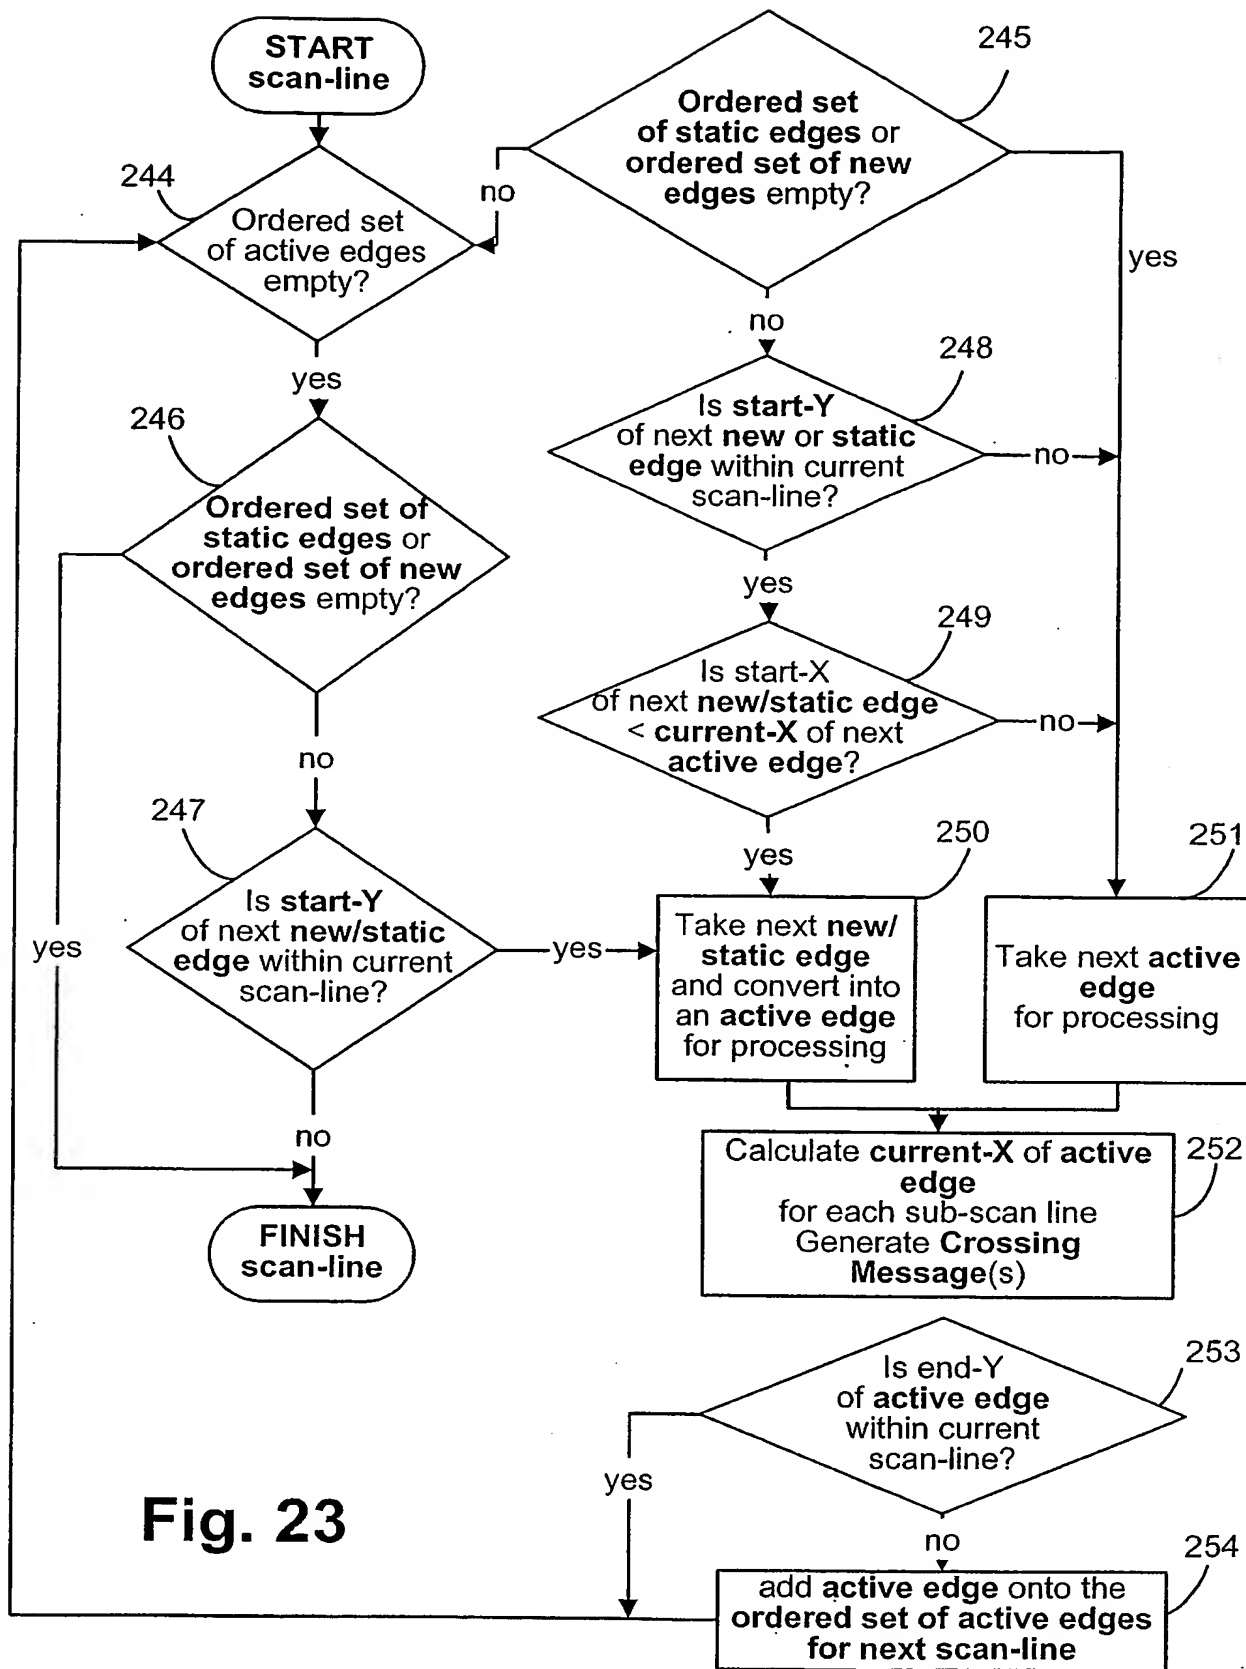 START
scan-line
244
Ordered set
of active edges
empty?
no
245
Ordered set
of static edges or
ordered set of new
edges empty?
yes
yes
no
246
Ordered set of
static edges or
ordered set of new
edges empty?
248
Is start-Y
of next new or static
edge within current
scan-line?
no
yes
no
249
Is start-X
of next new/static edge
< current-X of next
active edge?
no
yes
247
Is start-Y
of next new/static
edge within current
scan-line?
yes
yes
no
250
Take next new/
static edge
and convert into
an active edge
for processing
251
Take next active
edge
for processing
FINISH
scan-line
252
Calculate current-X of active
edge
for each sub-scan line
Generate Crossing
Message(s)
253
Is end-Y
of active edge
within current
scan-line?
yes
no
254
add active edge onto the
ordered set of active edges
for next scan-line
Fig. 23